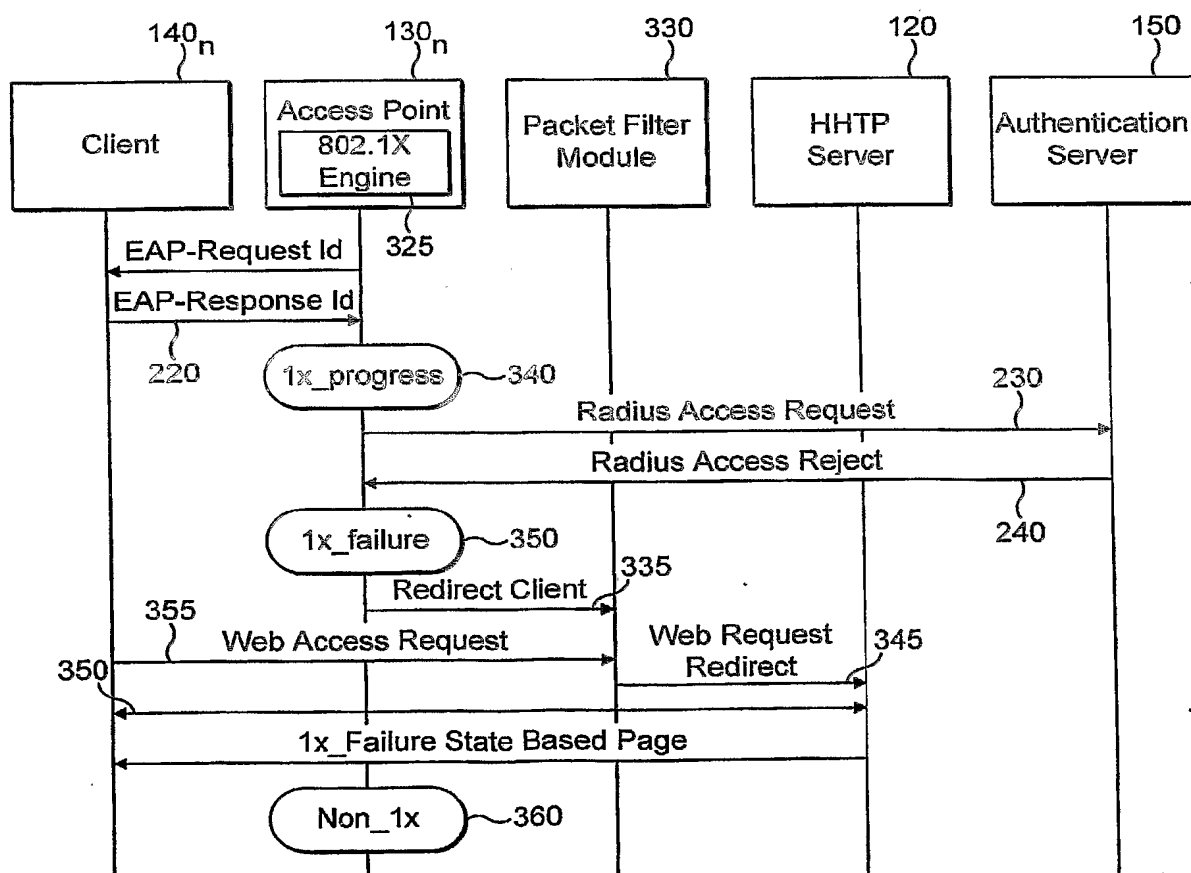 140n
130n
330
120
150
Client
Access Point
802.1X
Engine
Packet Filter
Module
HHTP
Server
Authentication
Server
325
EAP-Request Id
EAP-Response Id
220
1x_progress
340
230
Radius Access Request
Radius Access Reject
240
1x_failure
350
335
Redirect Client
355
Web Access Request
Web Request
Redirect
345
350
1x_Failure State Based Page
Non_1x
360